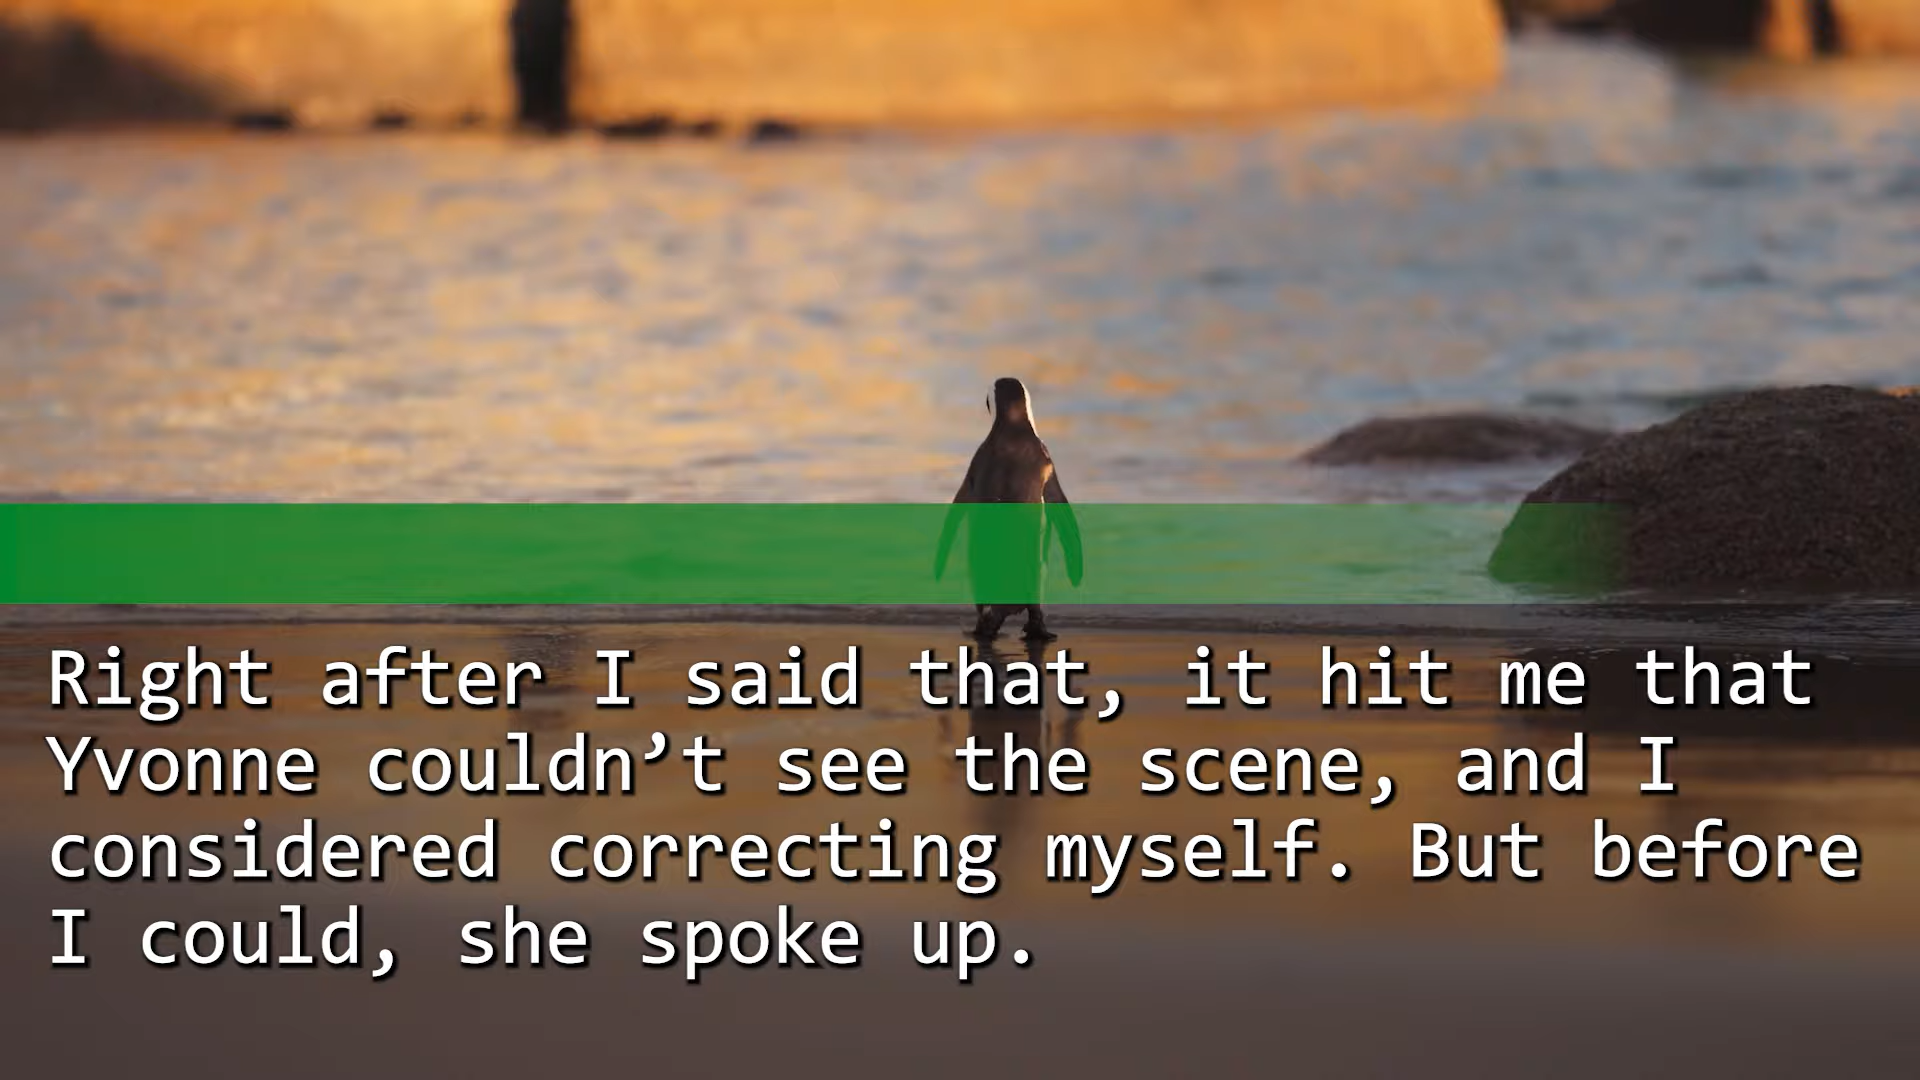 Right after I said that, it hit me that
Yvonne couldn’t see the scene, and I
considered correcting myself. But before
I could, she spoke up.